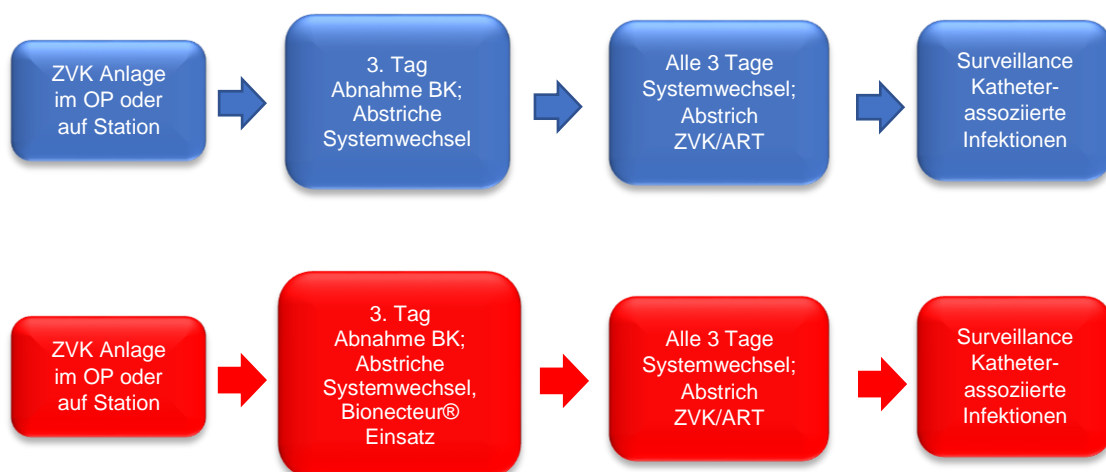 ZVK Anlage
im OP oder
auf Station
3. Tag
Abnahme BK;
Abstriche
Systemwechsel
Alle 3 Tage
Systemwechsel;
Abstrich
ZVK/ART
Surveillance
Katheter-
assoziierte
Infektionen
ZVK Anlage
im OP oder
auf Station
3. Tag
Abnahme BK;
Abstriche
Systemwechsel,
Bionecteur®
Einsatz
Alle 3 Tage
Systemwechsel;
Abstrich
ZVK/ART
Surveillance
Katheter-
assoziierte
Infektionen